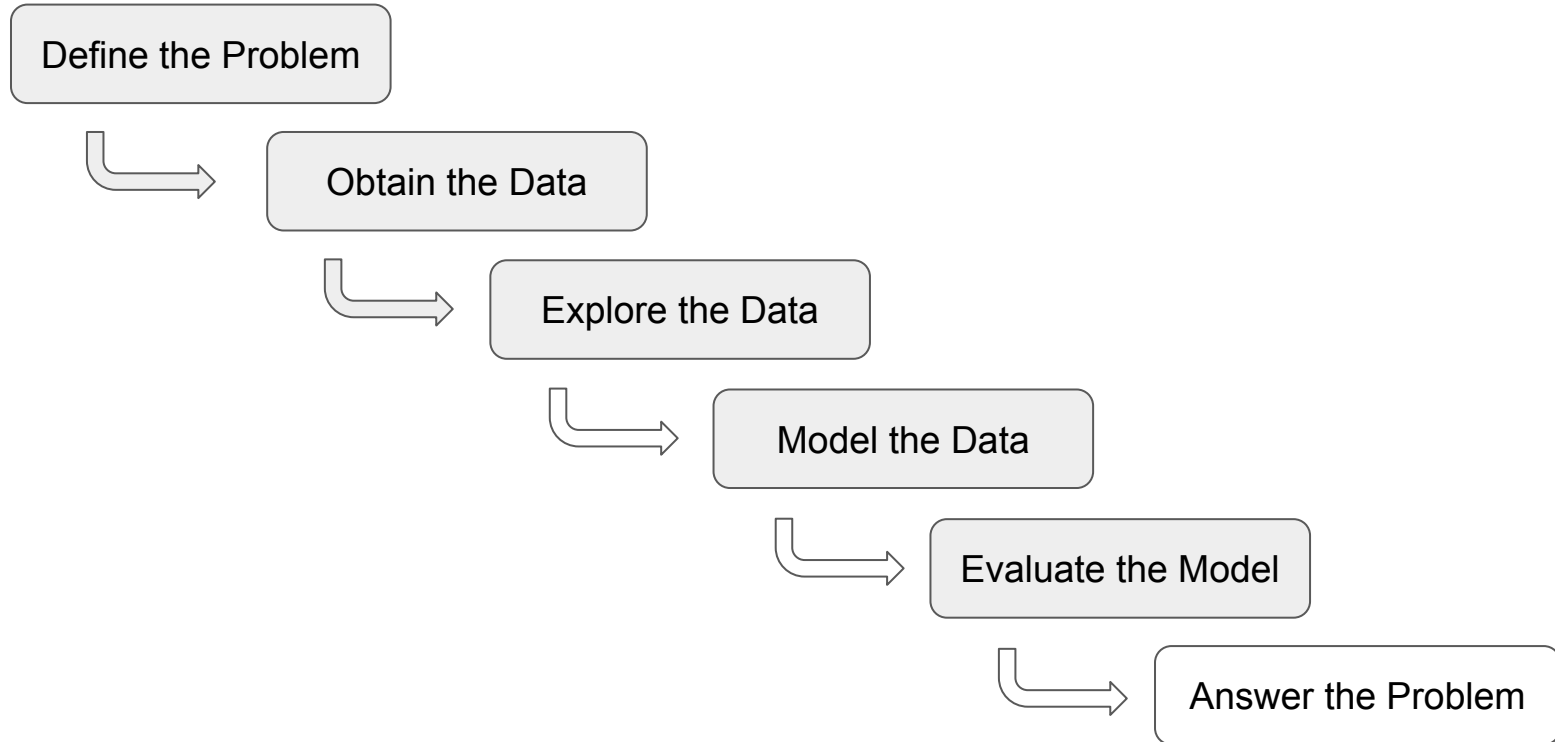 Define the Problem
Obtain the Data
Explore the Data
Model the Data
Evaluate the Model
Answer the Problem